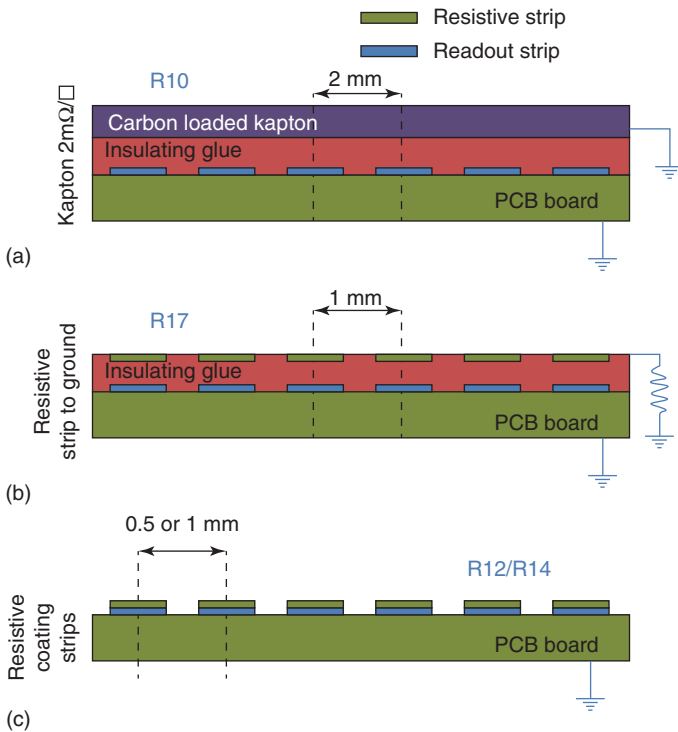 Resistive strip
Readout strip
R10
2 mm
Kapton 2mΩ/□
Carbon loaded kapton
Insulating glue
PCB board
(a)
R17
1 mm
Resistive
strip to ground
Insulating glue
PCB board
(b)
0.5 or 1 mm
R12/R14
Resistive
coating
strips
PCB board
(c)